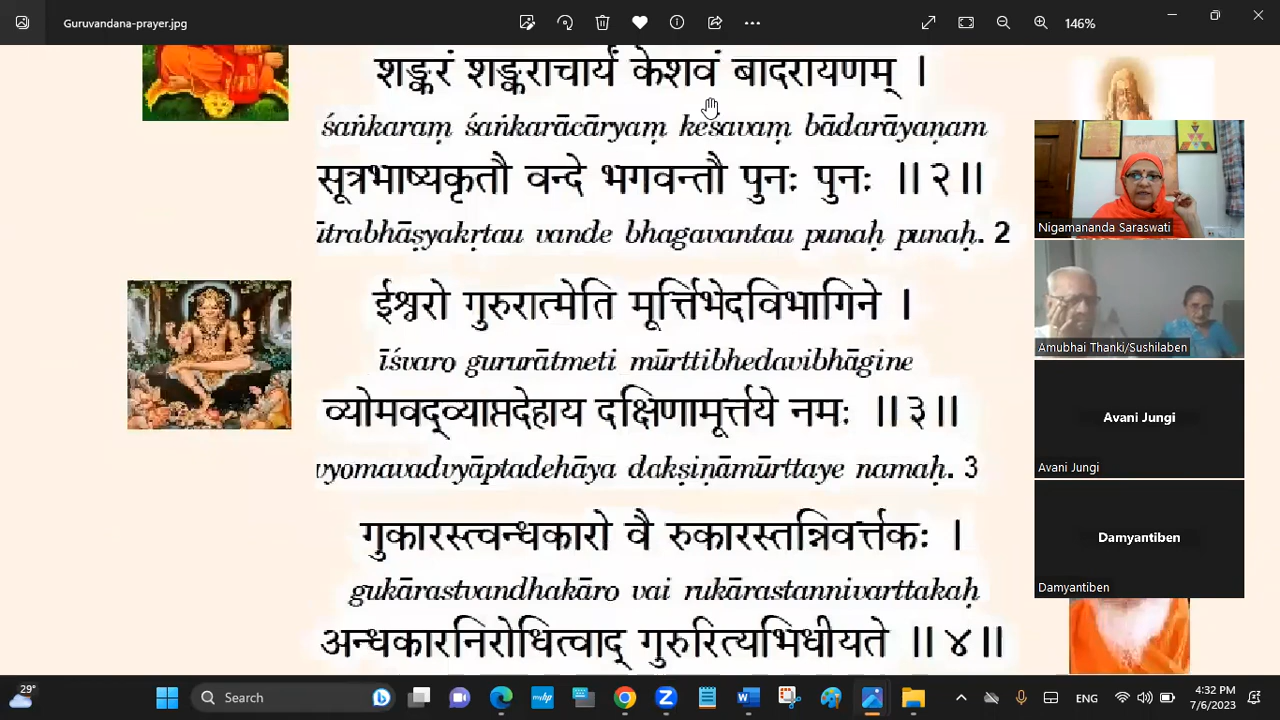 Guruvandana-prayer.jpg
146%
शङ्करं शङ्कराचार्यं केशवं बादरायणम् ।
śaṅkaraṃ śaṅkarācāryaṃ keśavaṃ bādarāyaṇam
सूत्रभाष्यकृतौ वन्दे भगवन्तौ पुनः पुनः ॥२॥
ūtrabhāṣyakṛtau vande bhagavantau punaḥ punaḥ. 2
ईश्वरो गुरुरात्मेति मूर्त्तिभेदविभागिने ।
īśvaro gururātmeti mūrttibhedavibhāgine
व्योमवद्व्याप्तदेहाय दक्षिणामूर्त्तये नमः ॥३॥
vyomavadvyāptadehāya dakṣiṇāmūrttaye namaḥ. 3
गुकारस्त्वन्धकारो वै रुकारस्तन्निवर्त्तकः ।
gukārastvandhakāro vai rukārastannivarttakaḥ
अन्धकारनिरोधित्वाद् गुरुरित्यभिधीयते ॥४॥
Nigamananda Saraswati
Amubhai Thanki/Sushilaben
Avani Jungi
Avani Jungi
Damyantiben
Damyantiben
29°
Search
ENG
4:32 PM
7/6/2023